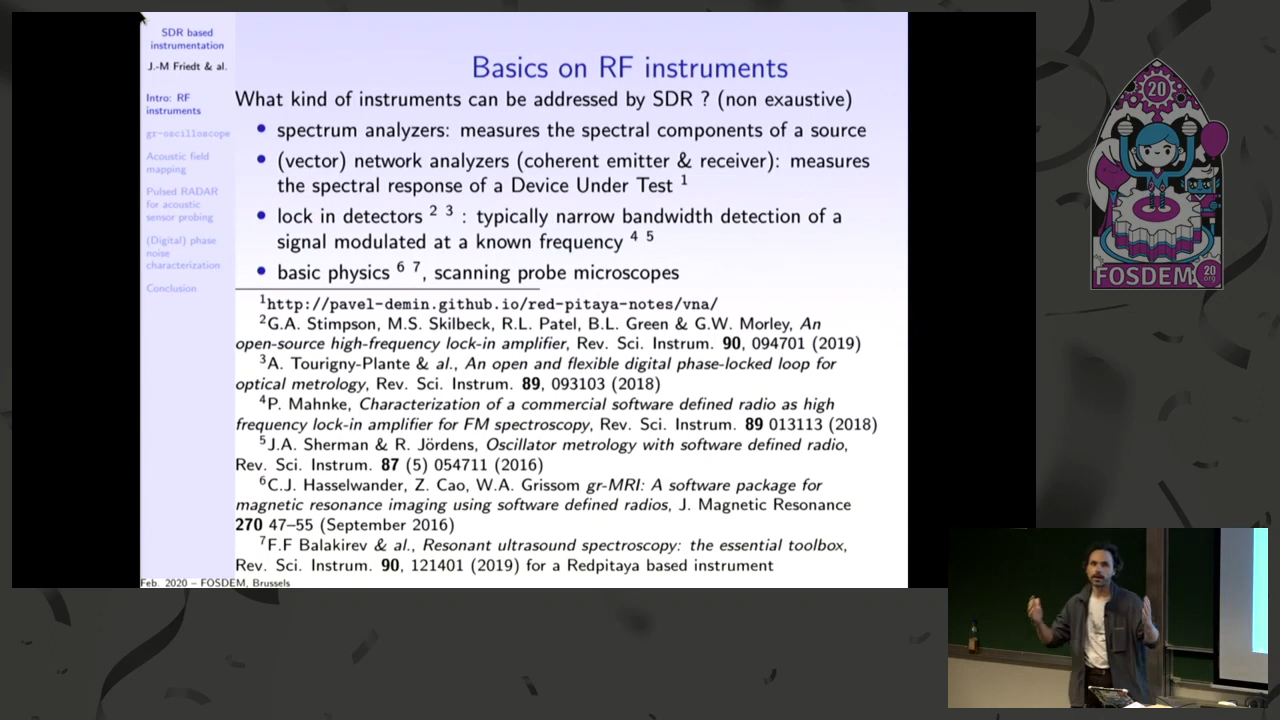 SDR based
instrumentation
J.-M Friedt & al.
Intro: RF
instruments
gr-oscilloscope
Acoustic field
mapping
Pulsed RADAR
for acoustic
sensor probing
(Digital) phase
noise
characterization
Conclusion
Basics on RF instruments
What kind of instruments can be addressed by SDR ? (non exaustive)
• spectrum analyzers: measures the spectral components of a source
• (vector) network analyzers (coherent emitter & receiver): measures
the spectral response of a Device Under Test 1
• lock in detectors 2 3 : typically narrow bandwidth detection of a
signal modulated at a known frequency 4 5
• basic physics 6 7, scanning probe microscopes
1http://pavel-demin.github.io/red-pitaya-notes/vna/
2G.A. Stimpson, M.S. Skilbeck, R.L. Patel, B.L. Green & G.W. Morley, An
open-source high-frequency lock-in amplifier, Rev. Sci. Instrum. 90, 094701 (2019)
3A. Tourigny-Plante & al., An open and flexible digital phase-locked loop for
optical metrology, Rev. Sci. Instrum. 89, 093103 (2018)
4P. Mahnke, Characterization of a commercial software defined radio as high
frequency lock-in amplifier for FM spectroscopy, Rev. Sci. Instrum. 89 013113 (2018)
5J.A. Sherman & R. Jördens, Oscillator metrology with software defined radio,
Rev. Sci. Instrum. 87 (5) 054711 (2016)
6C.J. Hasselwander, Z. Cao, W.A. Grissom gr-MRI: A software package for
magnetic resonance imaging using software defined radios, J. Magnetic Resonance
270 47–55 (September 2016)
7F.F Balakirev & al., Resonant ultrasound spectroscopy: the essential toolbox,
Rev. Sci. Instrum. 90, 121401 (2019) for a Redpitaya based instrument
Feb. 2020 – FOSDEM, Brussels
20
FOSDEM
20
.org